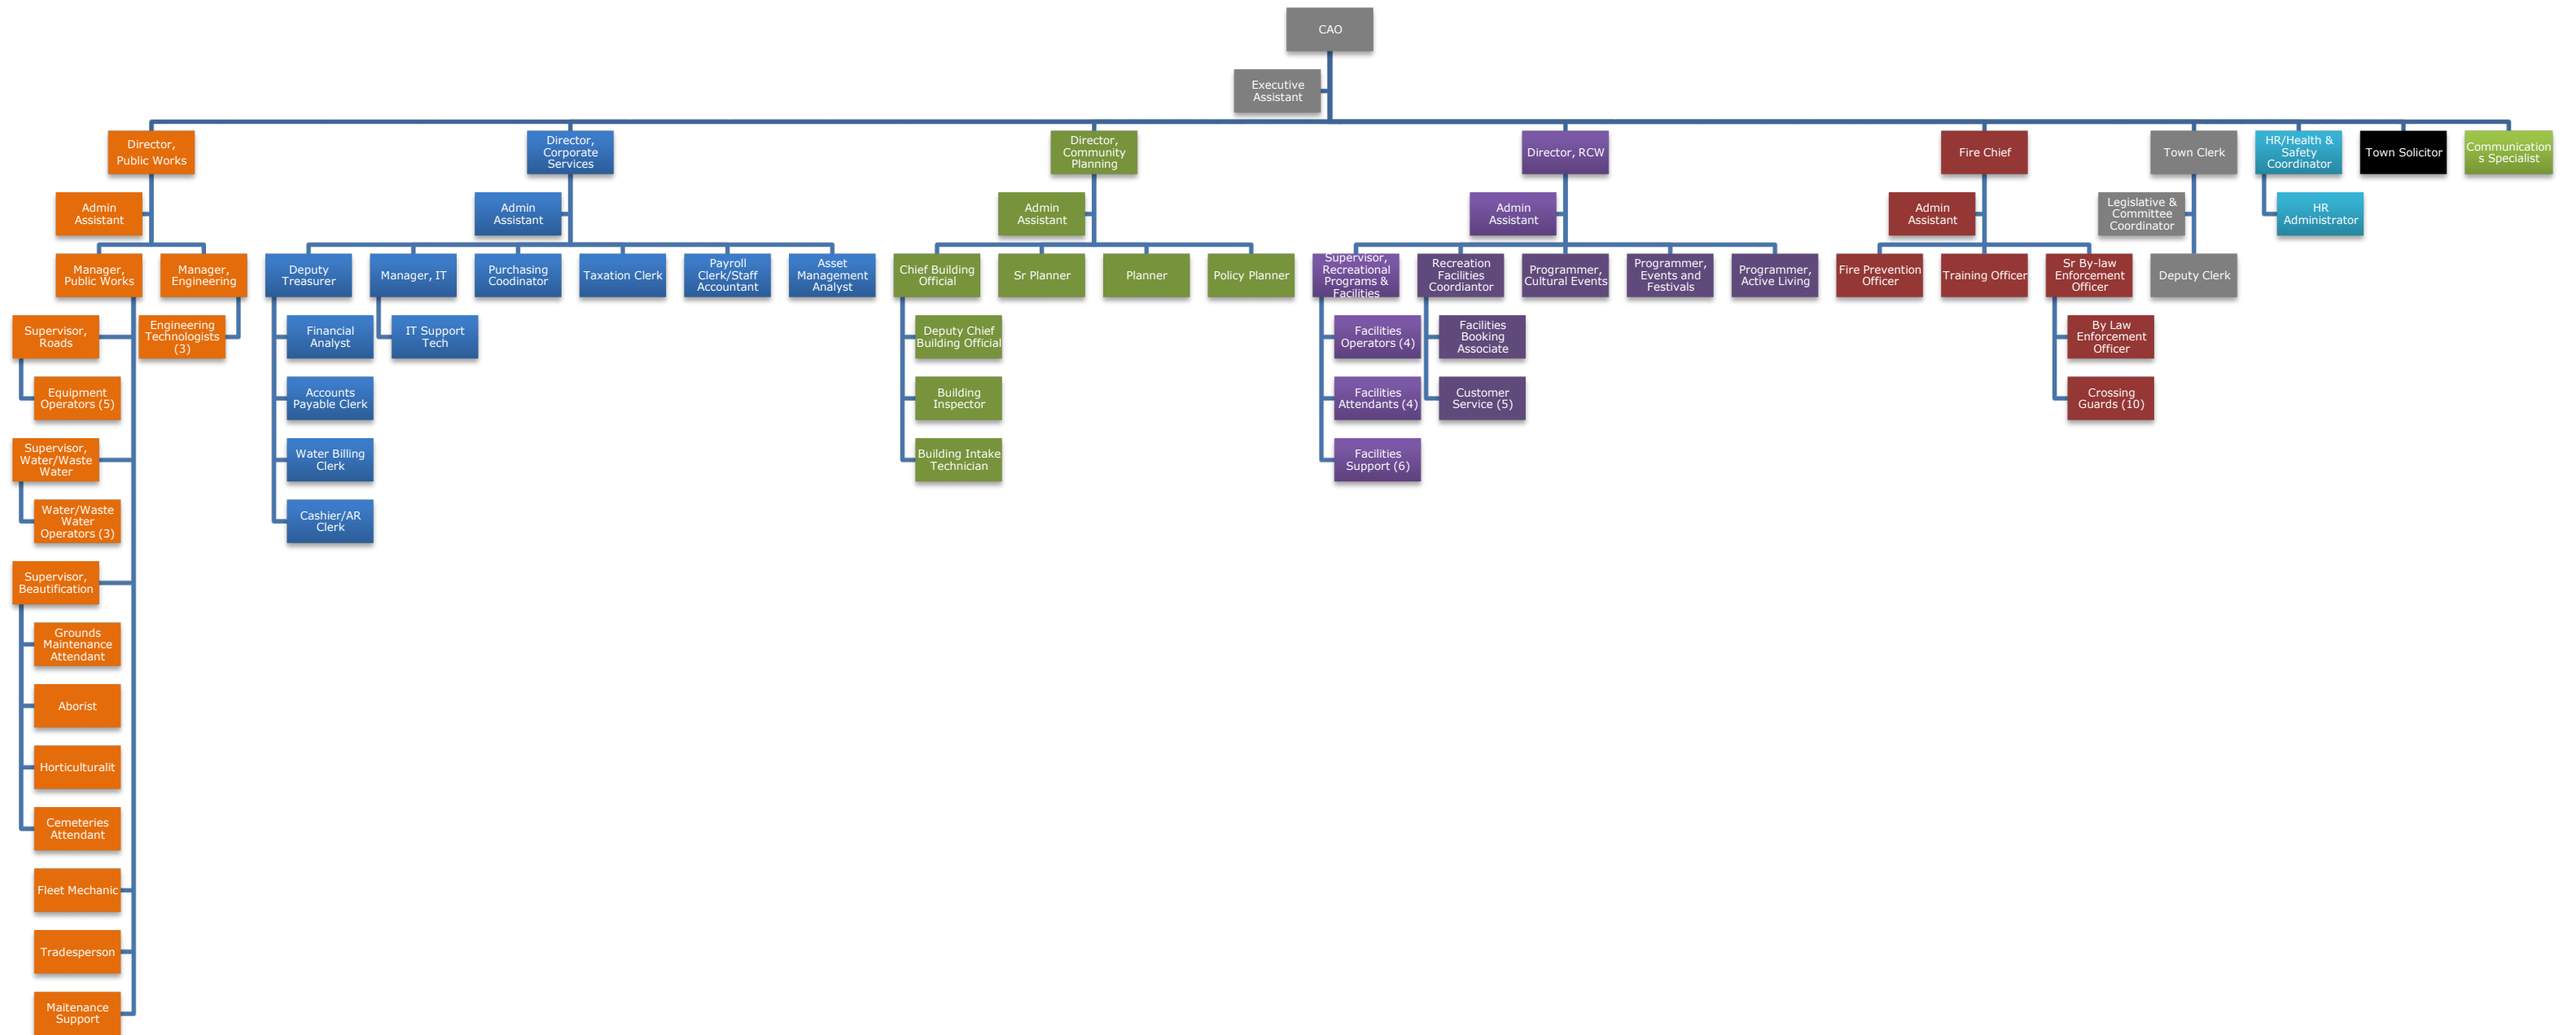 CAO
Executive
Assistant
Director,
Public Works
Director,
Corporate
Services
Director,
Community
Planning
Director, RCW
Fire Chief
Town Clerk
HR/Health &
Safety
Coordinator
Town Solicitor
Communication
s Specialist
Admin
Assistant
Admin
Assistant
Admin
Assistant
Admin
Assistant
Admin
Assistant
Legislative &
Committee
Coordinator
HR
Administrator
Manager,
Public Works
Manager,
Engineering
Deputy
Treasurer
Manager, IT
Purchasing
Coodinator
Taxation Clerk
Payroll
Clerk/Staff
Accountant
Asset
Management
Analyst
Chief Building
Official
Sr Planner
Planner
Policy Planner
Supervisor,
Recreational
Programs &
Facilities
Recreation
Facilities
Coordiantor
Programmer,
Cultural Events
Programmer,
Events and
Festivals
Programmer,
Active Living
Fire Prevention
Officer
Training Officer
Sr By-law
Enforcement
Officer
Deputy Clerk
Supervisor,
Roads
Engineering
Technologists
(3)
Financial
Analyst
IT Support
Tech
Deputy Chief
Building Official
Facilities
Operators (4)
Facilities
Booking
Associate
By Law
Enforcement
Officer
Equipment
Operators (5)
Accounts
Payable Clerk
Building
Inspector
Facilities
Attendants (4)
Customer
Service (5)
Crossing
Guards (10)
Supervisor,
Water/Waste
Water
Water Billing
Clerk
Building Intake
Technician
Facilities
Support (6)
Water/Waste
Water
Operators (3)
Cashier/AR
Clerk
Supervisor,
Beautification
Grounds
Maintenance
Attendant
Aborist
Horticulturalit
Cemeteries
Attendant
Fleet Mechanic
Tradesperson
Maitenance
Support